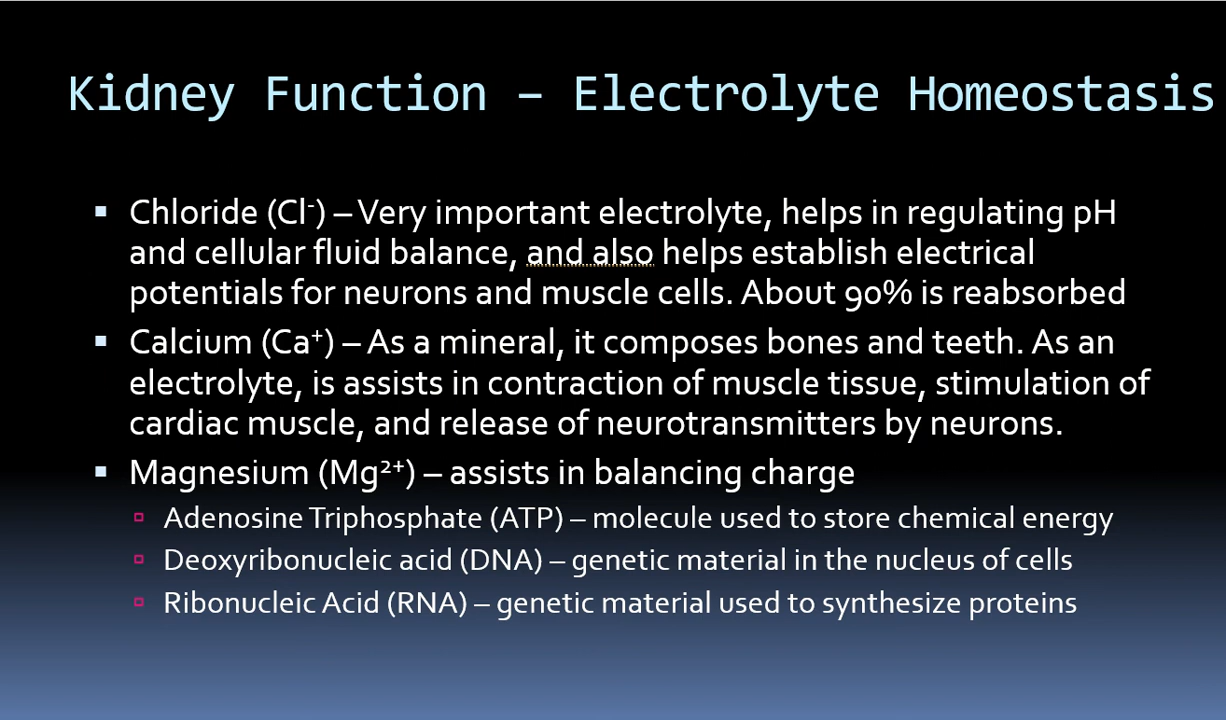 Kidney Function – Electrolyte Homeostasis
Chloride (Cl⁻) – Very important electrolyte, helps in regulating pH
and cellular fluid balance, and also helps establish electrical
potentials for neurons and muscle cells. About 90% is reabsorbed
Calcium (Ca⁺) – As a mineral, it composes bones and teeth. As an
electrolyte, is assists in contraction of muscle tissue, stimulation of
cardiac muscle, and release of neurotransmitters by neurons.
Magnesium (Mg²⁺) – assists in balancing charge
Adenosine Triphosphate (ATP) – molecule used to store chemical energy
Deoxyribonucleic acid (DNA) – genetic material in the nucleus of cells
Ribonucleic Acid (RNA) – genetic material used to synthesize proteins